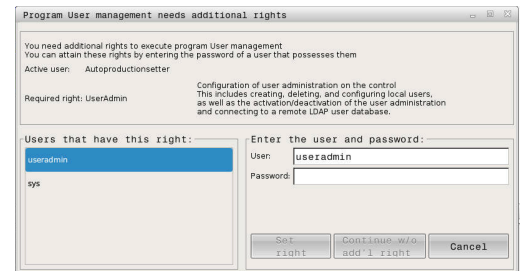 Program User management needs additional rights
You need additional rights to execute program User management
You can attain these rights by entering the password of a user that possesses them
Active user: Autoproductionsetter
Required right: UserAdmin
Configuration of user administration on the control
This includes creating, deleting, and configuring local users,
as well as the activation/deactivation of the user administration
and connecting to a remote LDAP user database.
Users that have this right:
useradmin
sys
Enter the user and password:
User: useradmin
Password:
Set
right
Continue w/o
add'l right
Cancel